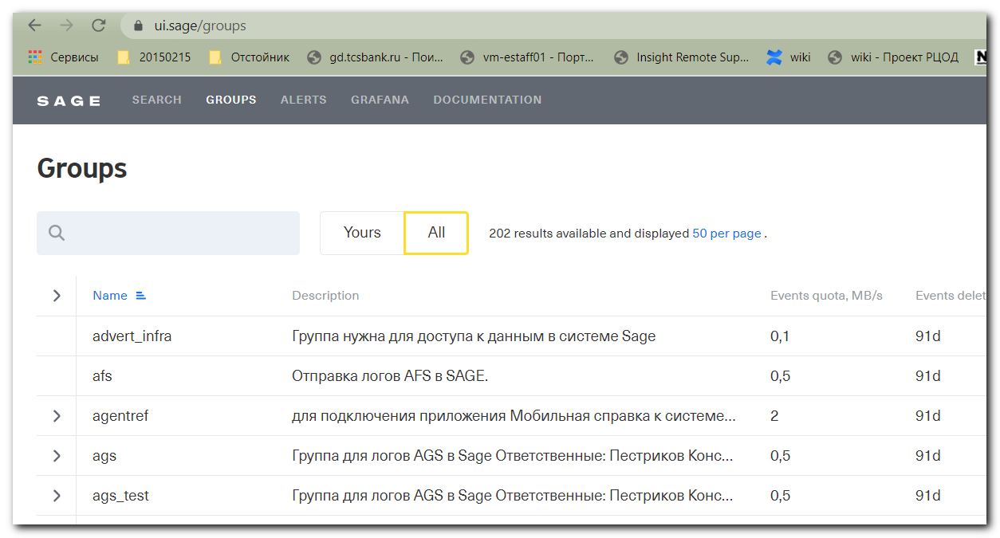 ui.sage/groups
Сервисы 20150215 Отстойник gd.tcsbank.ru - Пои... vm-estaff01 - Порт... Insight Remote Sup... wiki wiki - Проект РЦОД N
SAGE SEARCH GROUPS ALERTS GRAFANA DOCUMENTATION
Groups
Yours All 202 results available and displayed 50 per page .
Name Description Events quota, MB/s Events delet
advert_infra Группа нужна для доступа к данным в системе Sage 0,1 91d
afs Отправка логов AFS в SAGE. 0,5 91d
agentref для подключения приложения Мобильная справка к системе... 2 91d
ags Группа для логов AGS в Sage Ответственные: Пестриков Конс... 0,5 91d
ags_test Группа для логов AGS в Sage Ответственные: Пестриков Конс... 0,5 91d